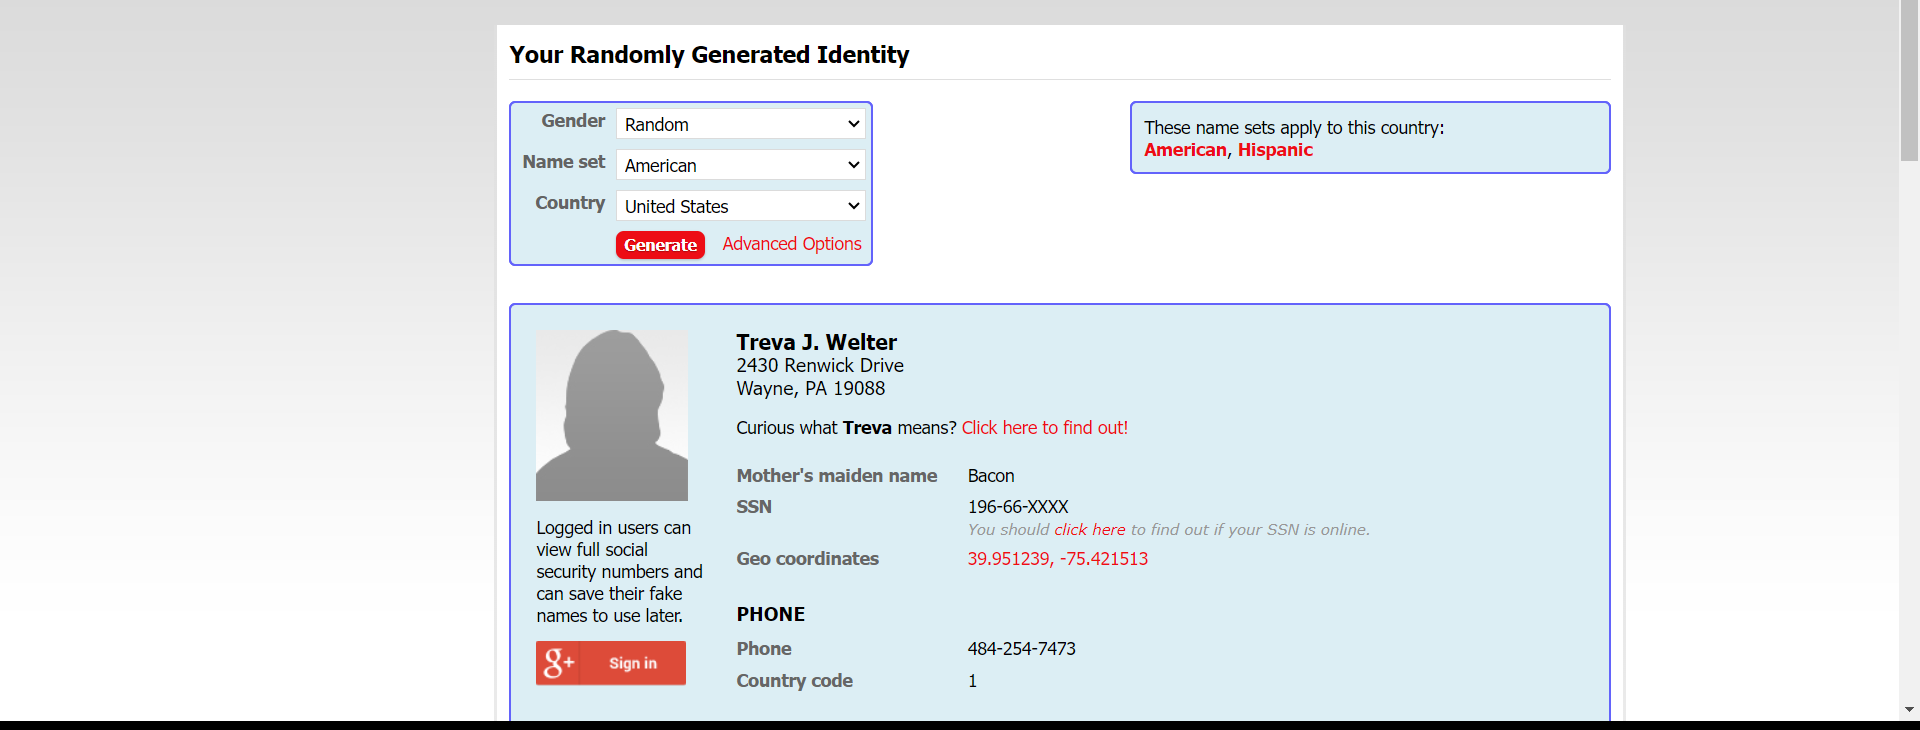 Your Randomly Generated Identity
Gender Random
Name set American
Country United States
Generate Advanced Options
These name sets apply to this country:
American, Hispanic
Treva J. Welter
2430 Renwick Drive
Wayne, PA 19088
Curious what Treva means? Click here to find out!
Mother's maiden name Bacon
SSN 196-66-XXXX
You should click here to find out if your SSN is online.
Geo coordinates 39.951239, -75.421513
PHONE
Phone 484-254-7473
Country code 1
Logged in users can
view full social
security numbers and
can save their fake
names to use later.
g+ Sign in